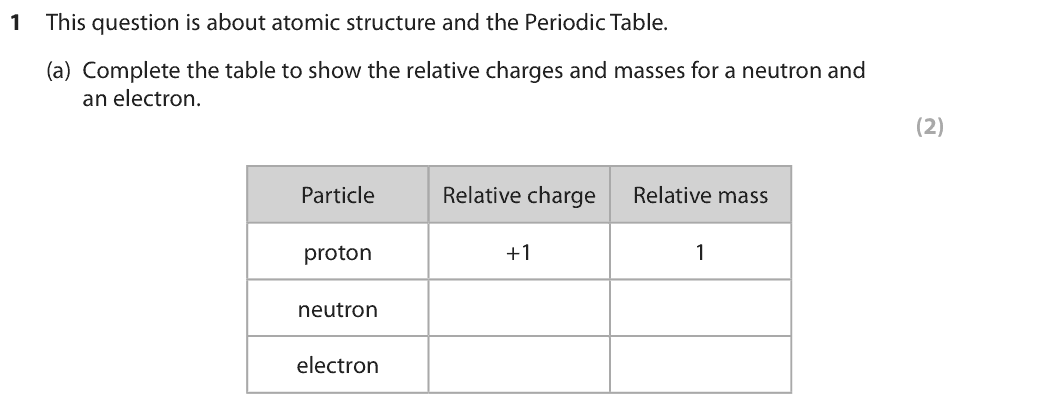 1 This question is about atomic structure and the Periodic Table.
(a) Complete the table to show the relative charges and masses for a neutron and
an electron.
(2)
Particle Relative charge Relative mass
proton +1 1
neutron
electron